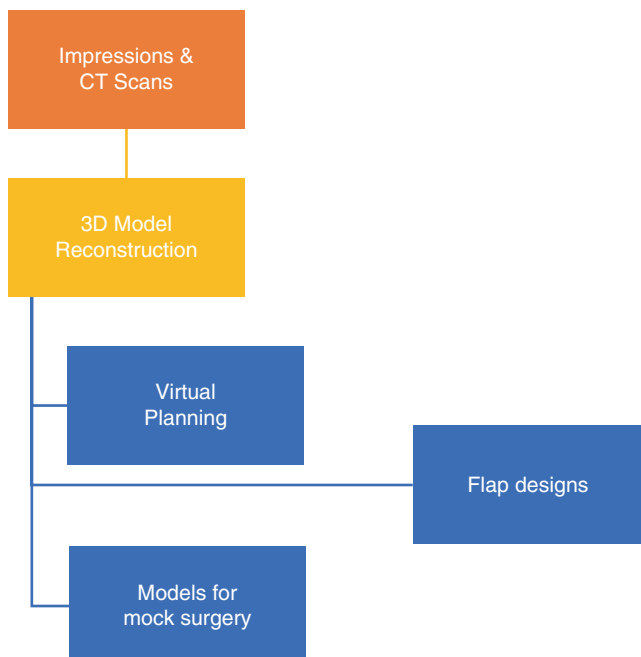 Impressions &
CT Scans
3D Model
Reconstruction
Virtual
Planning
Flap designs
Models for
mock surgery